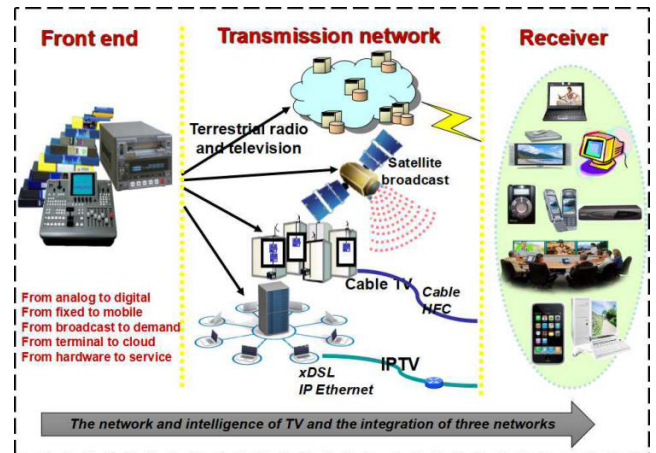 Front end
Transmission network
Receiver
Terrestrial radio
and television
Satellite
broadcast
Cable TV
Cable
HFC
From analog to digital
From fixed to mobile
From broadcast to demand
From terminal to cloud
From hardware to service
IPTV
xDSL
IP Ethernet
The network and intelligence of TV and the integration of three networks